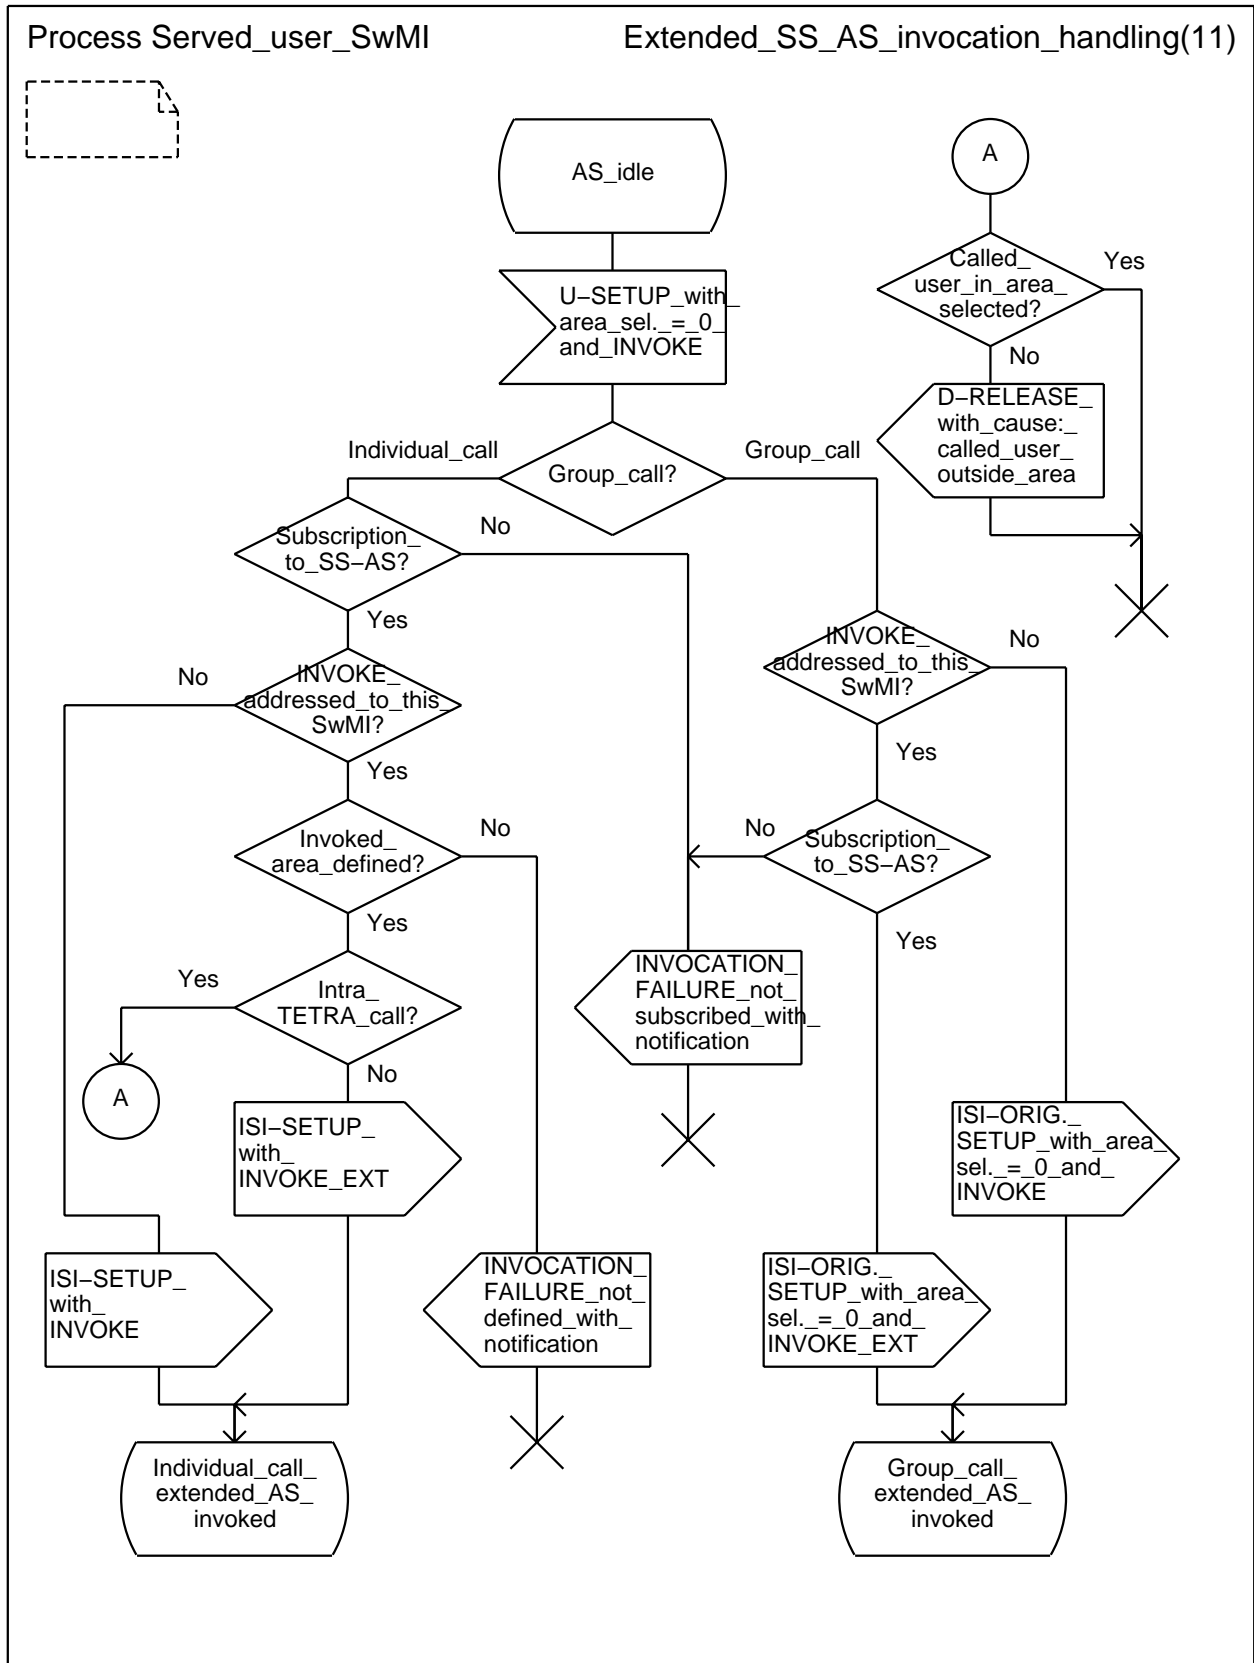 Process Served_user_SwMI
Extended_SS_AS_invocation_handling(11)
AS_idle
A
U–SETUP_with_
area_sel._=_0_
and_INVOKE
Called_
user_in_area_
selected?
Yes
No
D–RELEASE_
with_cause:_
called_user_
outside_area
Individual_call
Group_call?
Group_call
Subscription_
to_SS–AS?
No
Yes
INVOKE_
addressed_to_this_
SwMI?
No
Yes
INVOKE_
addressed_to_this_
SwMI?
No
Yes
Invoked_
area_defined?
No
Yes
Subscription_
to_SS–AS?
No
Yes
Intra_
TETRA_call?
Yes
No
INVOCATION_
FAILURE_not_
subscribed_with_
notification
A
ISI–SETUP_
with_
INVOKE_EXT
ISI–ORIG._
SETUP_with_area_
sel._=_0_and_
INVOKE
ISI–SETUP_
with_
INVOKE
INVOCATION_
FAILURE_not_
defined_with_
notification
ISI–ORIG._
SETUP_with_area_
sel._=_0_and_
INVOKE_EXT
Individual_call_
extended_AS_
invoked
Group_call_
extended_AS_
invoked